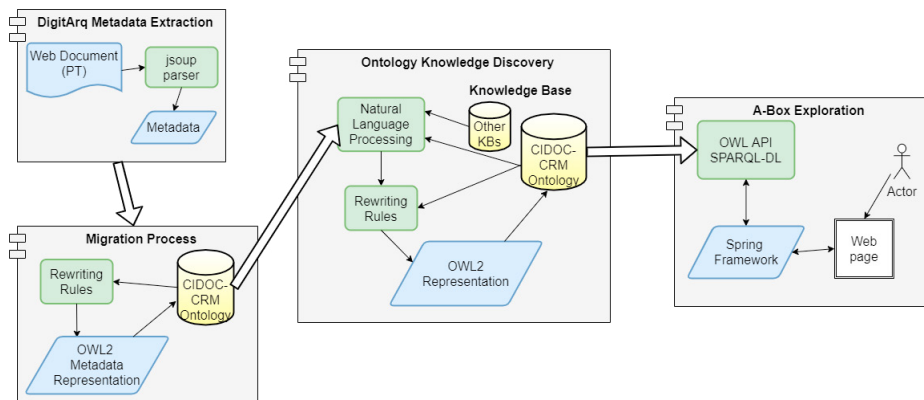 DigitArq Metadata Extraction
Web Document
(PT)
jsoup
parser
Metadata
Migration Process
Rewriting
Rules
CIDOC-
CRM
Ontology
OWL2
Metadata
Representation
Ontology Knowledge Discovery
Knowledge Base
Natural
Language
Processing
Other
KBs
CIDOC-
CRM
Ontology
Rewriting
Rules
OWL2
Representation
A-Box Exploration
OWL API
SPARQL-DL
Actor
Spring
Framework
Web
page